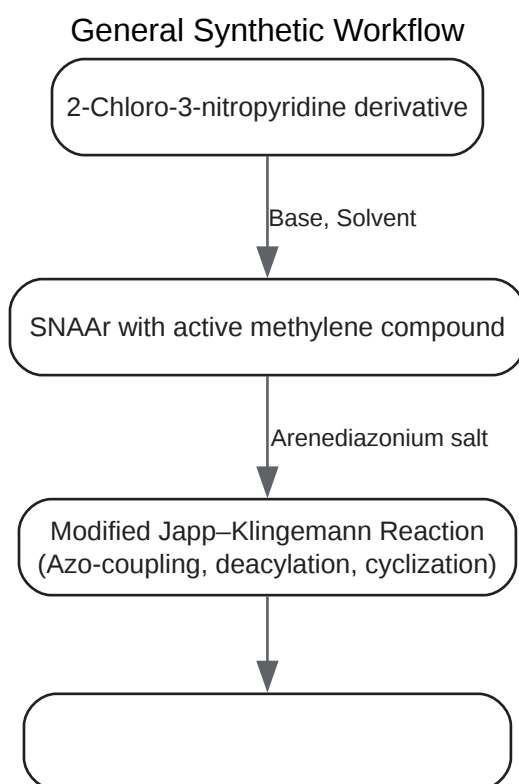 General Synthetic Workflow
2-Chloro-3-nitropyridine derivative
Base, Solvent
SNAAr with active methylene compound
Arenediazonium salt
Modified Japp–Klingemann Reaction
(Azo-coupling, deacylation, cyclization)